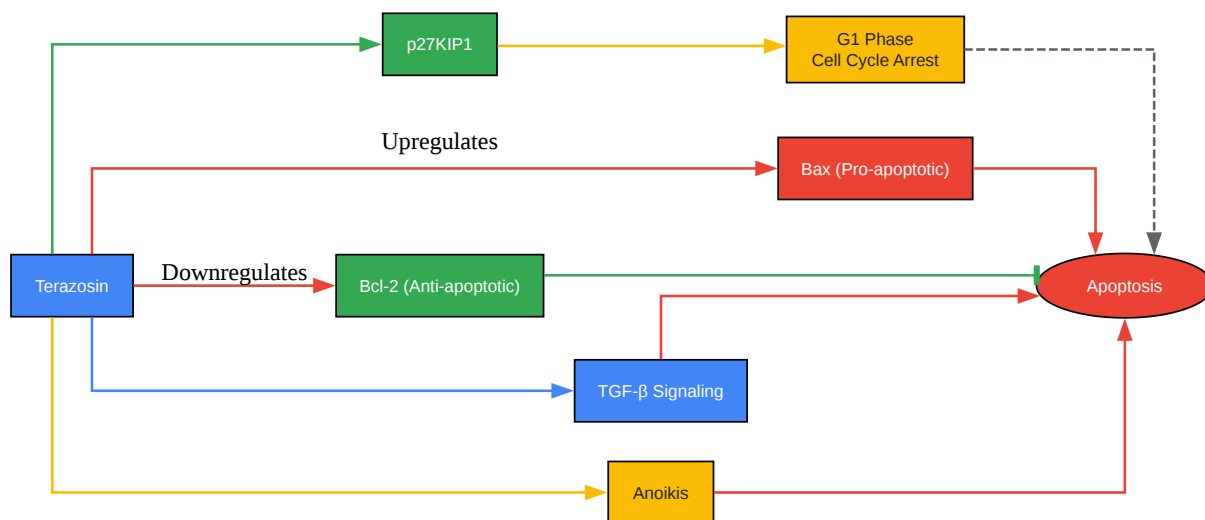 p27KIP1
G1 Phase
Cell Cycle Arrest
Upregulates
Bax (Pro-apoptotic)
Terazosin
Downregulates
Bcl-2 (Anti-apoptotic)
Apoptosis
TGF-β Signaling
Anoikis